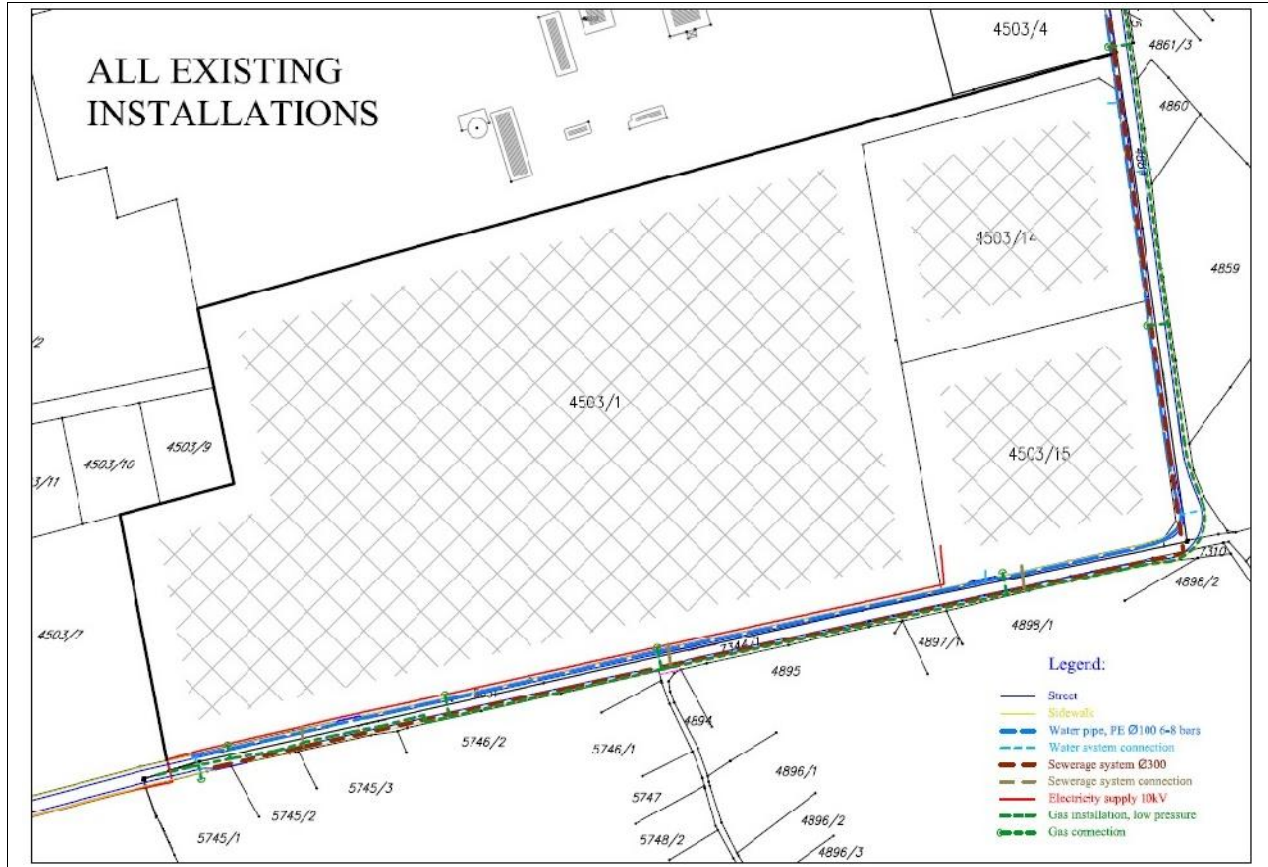 ALL EXISTING
INSTALLATIONS
4503/4
4861/3
4860
4859
4503/14
4503/1
4503/15
4503/9
4503/10
4503/7
7310
4898/2
4898/1
4897/1
4895
4894
5746/2
5746/1
5745/3
5745/2
5745/1
5747
5748/2
4896/1
4896/2
4896/3
Legend:
Street
Sidewalk
Water pipe, PE Ø100 6-8 bars
Water system connection
Sewerage system Ø300
Sewerage system connection
Electricity supply 10kV
Gas installation, low pressure
Gas connection